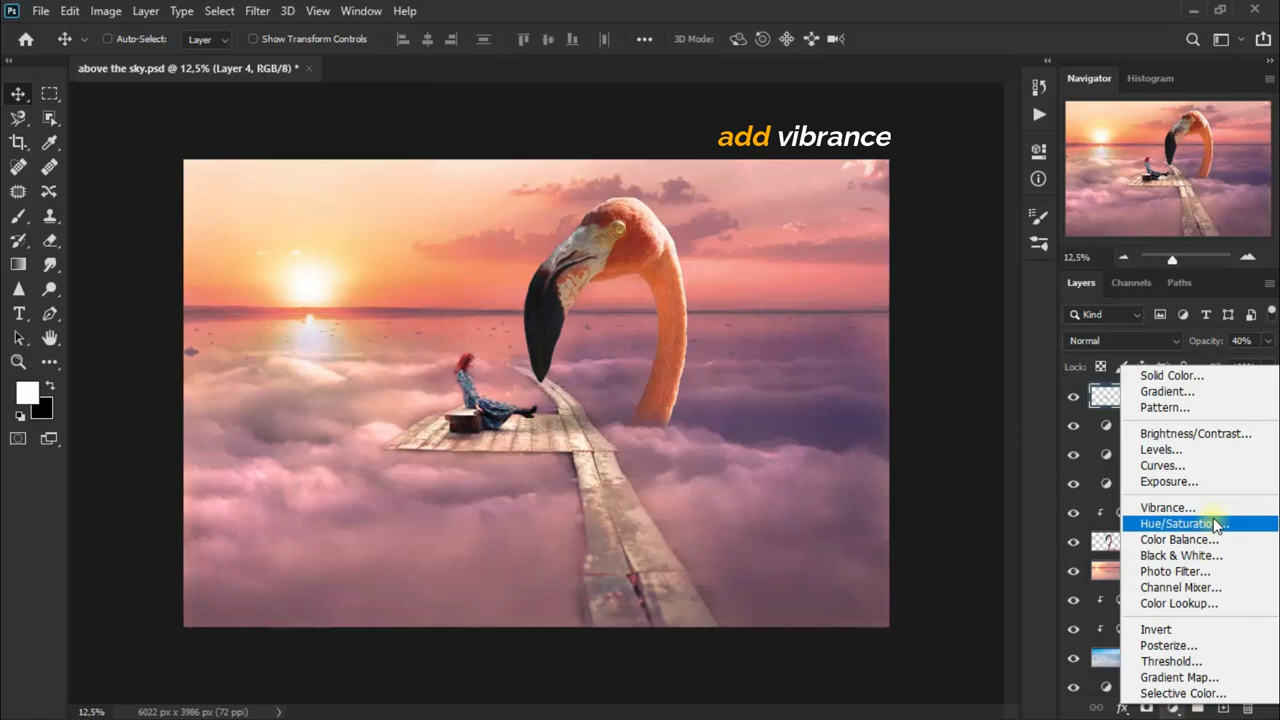 Ps File Edit Image Layer Type Select Filter 3D View Window Help
Auto-Select: Layer Show Transform Controls 3D Mode:
above the sky.psd @ 12,5% (Layer 4, RGB/8) *
Navigator Histogram
add vibrance
12,5%
Layers Channels Paths
Kind
Normal Opacity: 40%
Lock:
Solid Color...
Gradient...
Pattern...
Brightness/Contrast...
Levels...
Curves...
Exposure...
Vibrance...
Hue/Saturation...
Color Balance...
Black & White...
Photo Filter...
Channel Mixer...
Color Lookup...
Invert
Posterize...
Threshold...
Gradient Map...
Selective Color...
12,5% 6022 px x 3986 px (72 ppi)